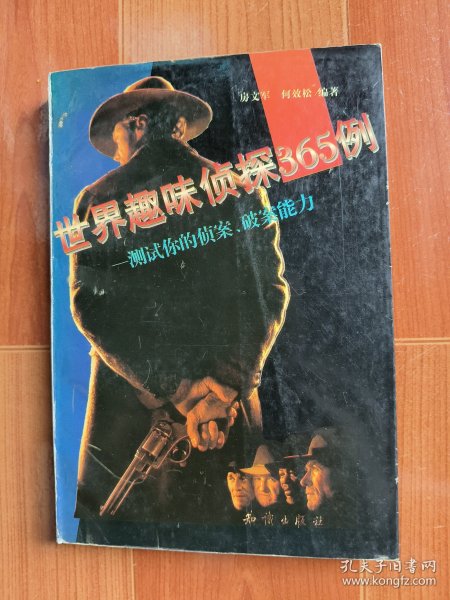 房文军 何效松 编著
世界趣味侦探365例
—测试你的侦案、破案能力
知识出版社
孔夫子旧书网
www.kongfz.com